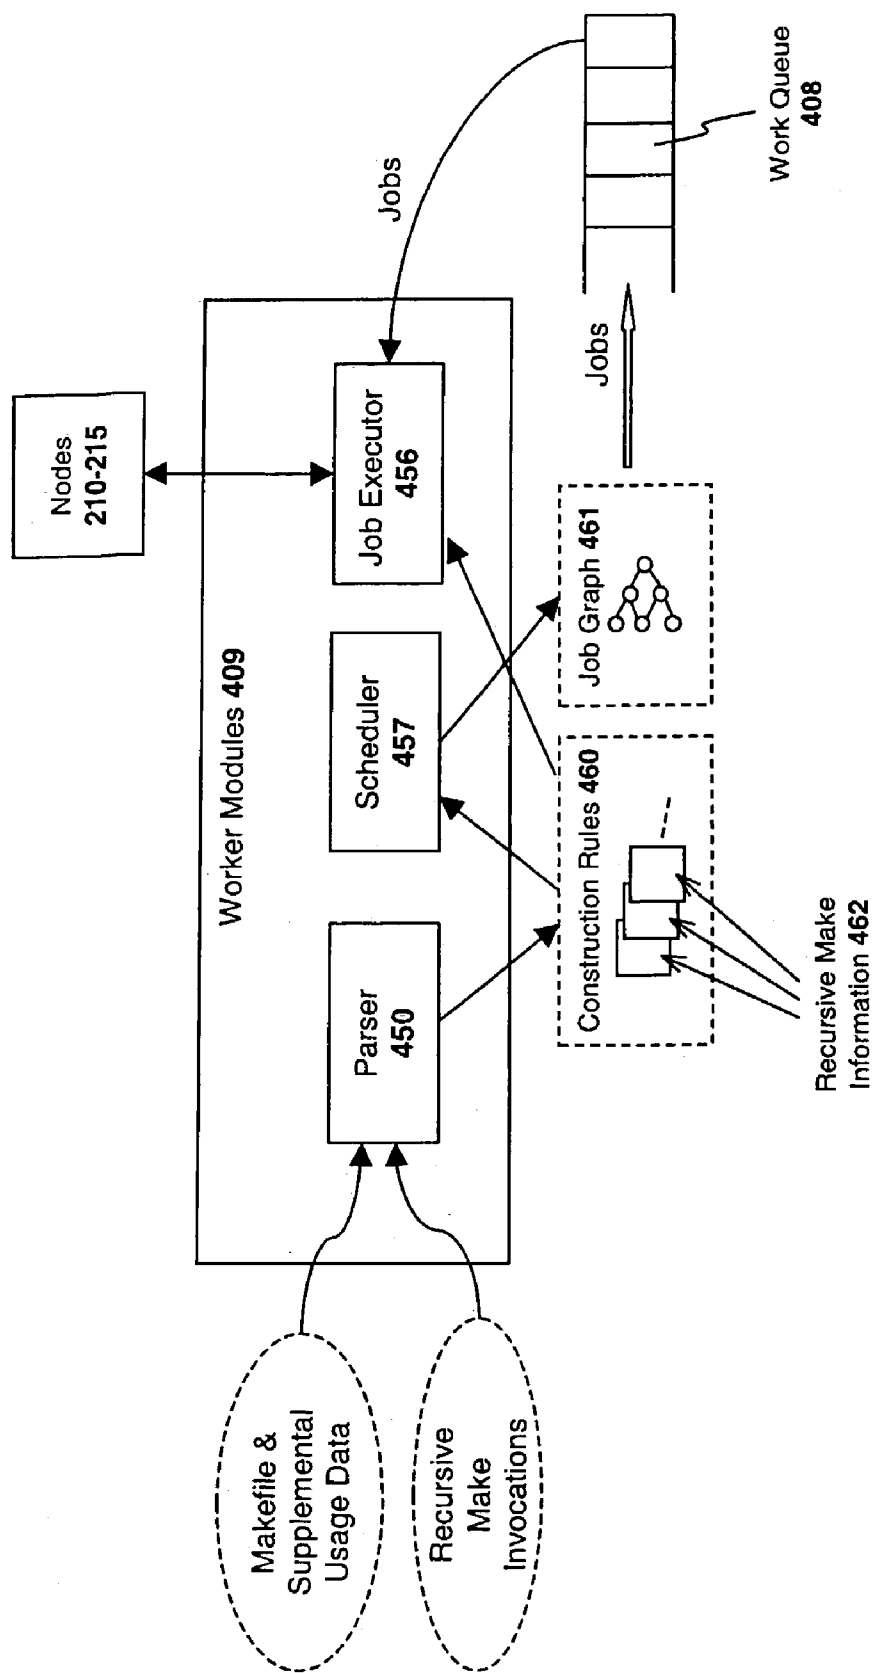 Nodes
210-215
Worker Modules 409
Parser
450
Scheduler
457
Job Executor
456
Jobs
Makefile &
Supplemental
Usage Data
Recursive
Make
Invocations
Construction Rules 460
Job Graph 461
Jobs
Work Queue
408
Recursive Make
Information 462